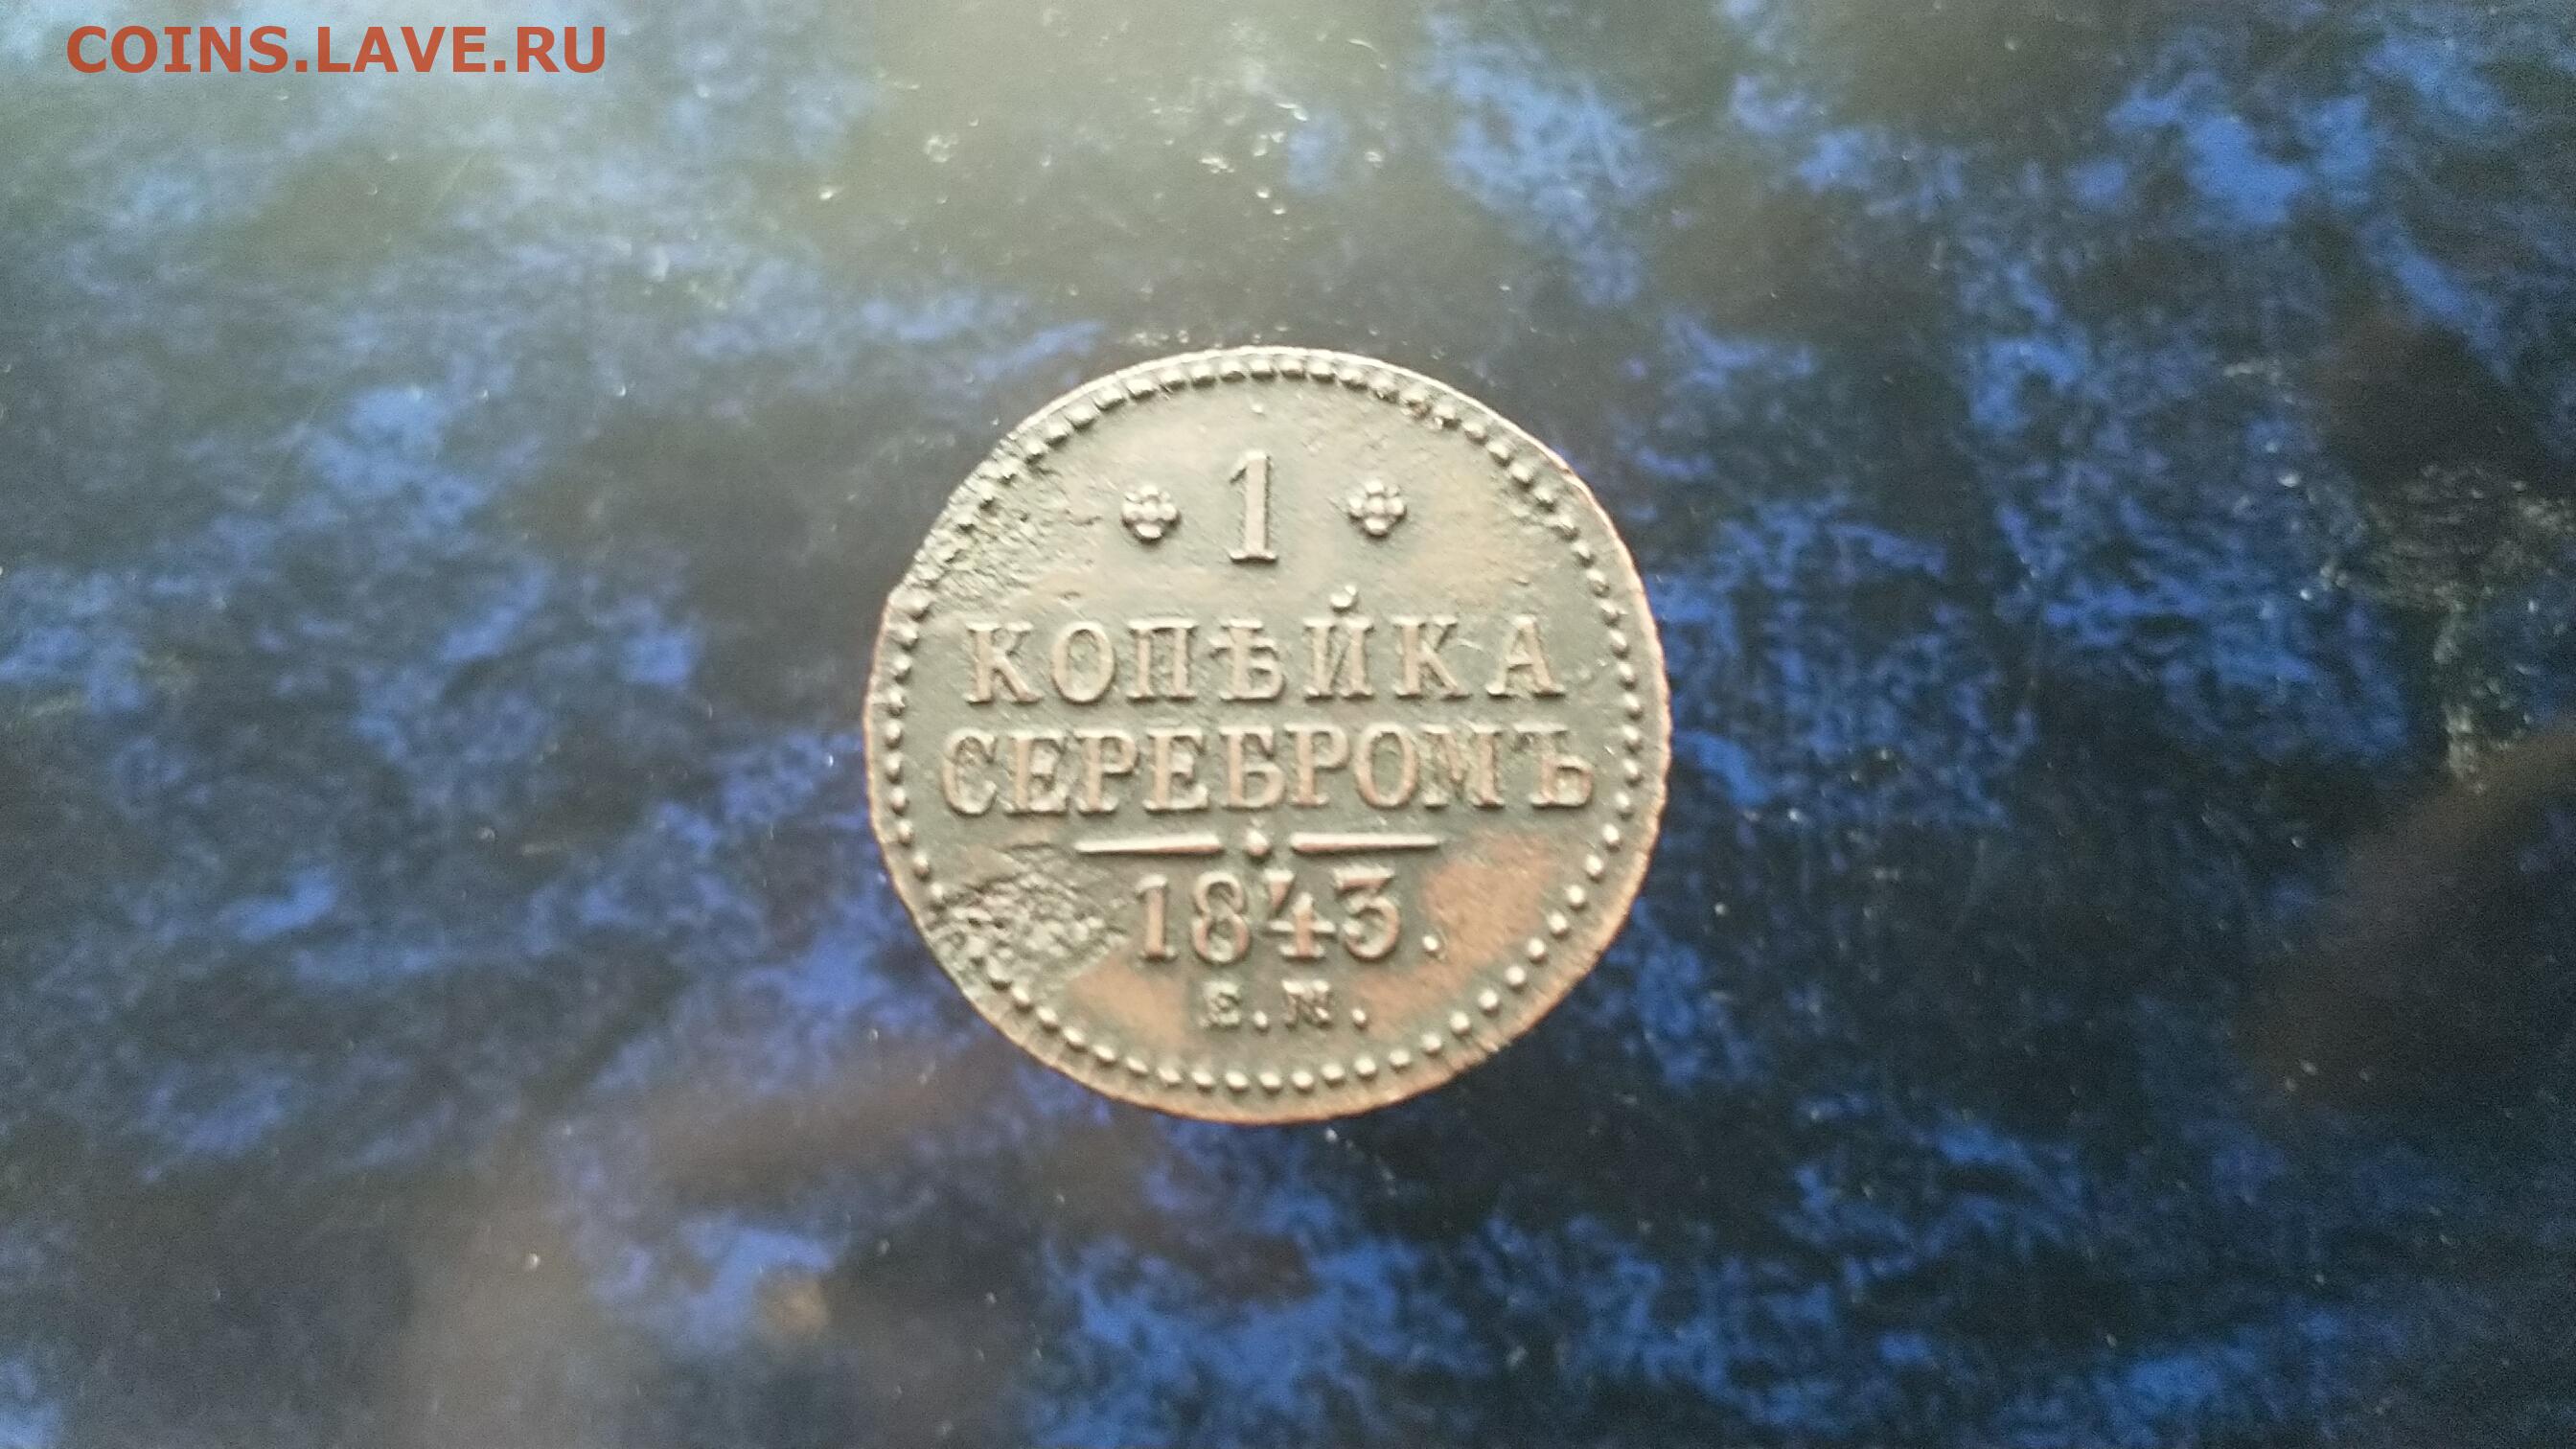 COINS.LAVE.RU
1
КОПѢЙКА
СЕРЕБРОМЪ
1843.
Е.М.